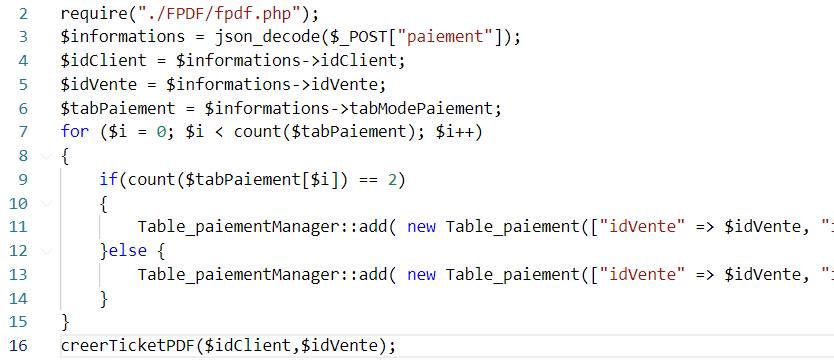 2 require("./FPDF/fpdf.php");
3 $informations = json_decode($_POST["paiement"]);
4 $idClient = $informations->idClient;
5 $idVente = $informations->idVente;
6 $tabPaiement = $informations->tabModePaiement;
7 for ($i = 0; $i < count($tabPaiement); $i++)
8 {
9 if(count($tabPaiement[$i]) == 2)
10 {
11 Table_paiementManager::add( new Table_paiement(["idVente" => $idVente, "
12 }else {
13 Table_paiementManager::add( new Table_paiement(["idVente" => $idVente, "
14 }
15 }
16 creerTicketPDF($idClient,$idVente);